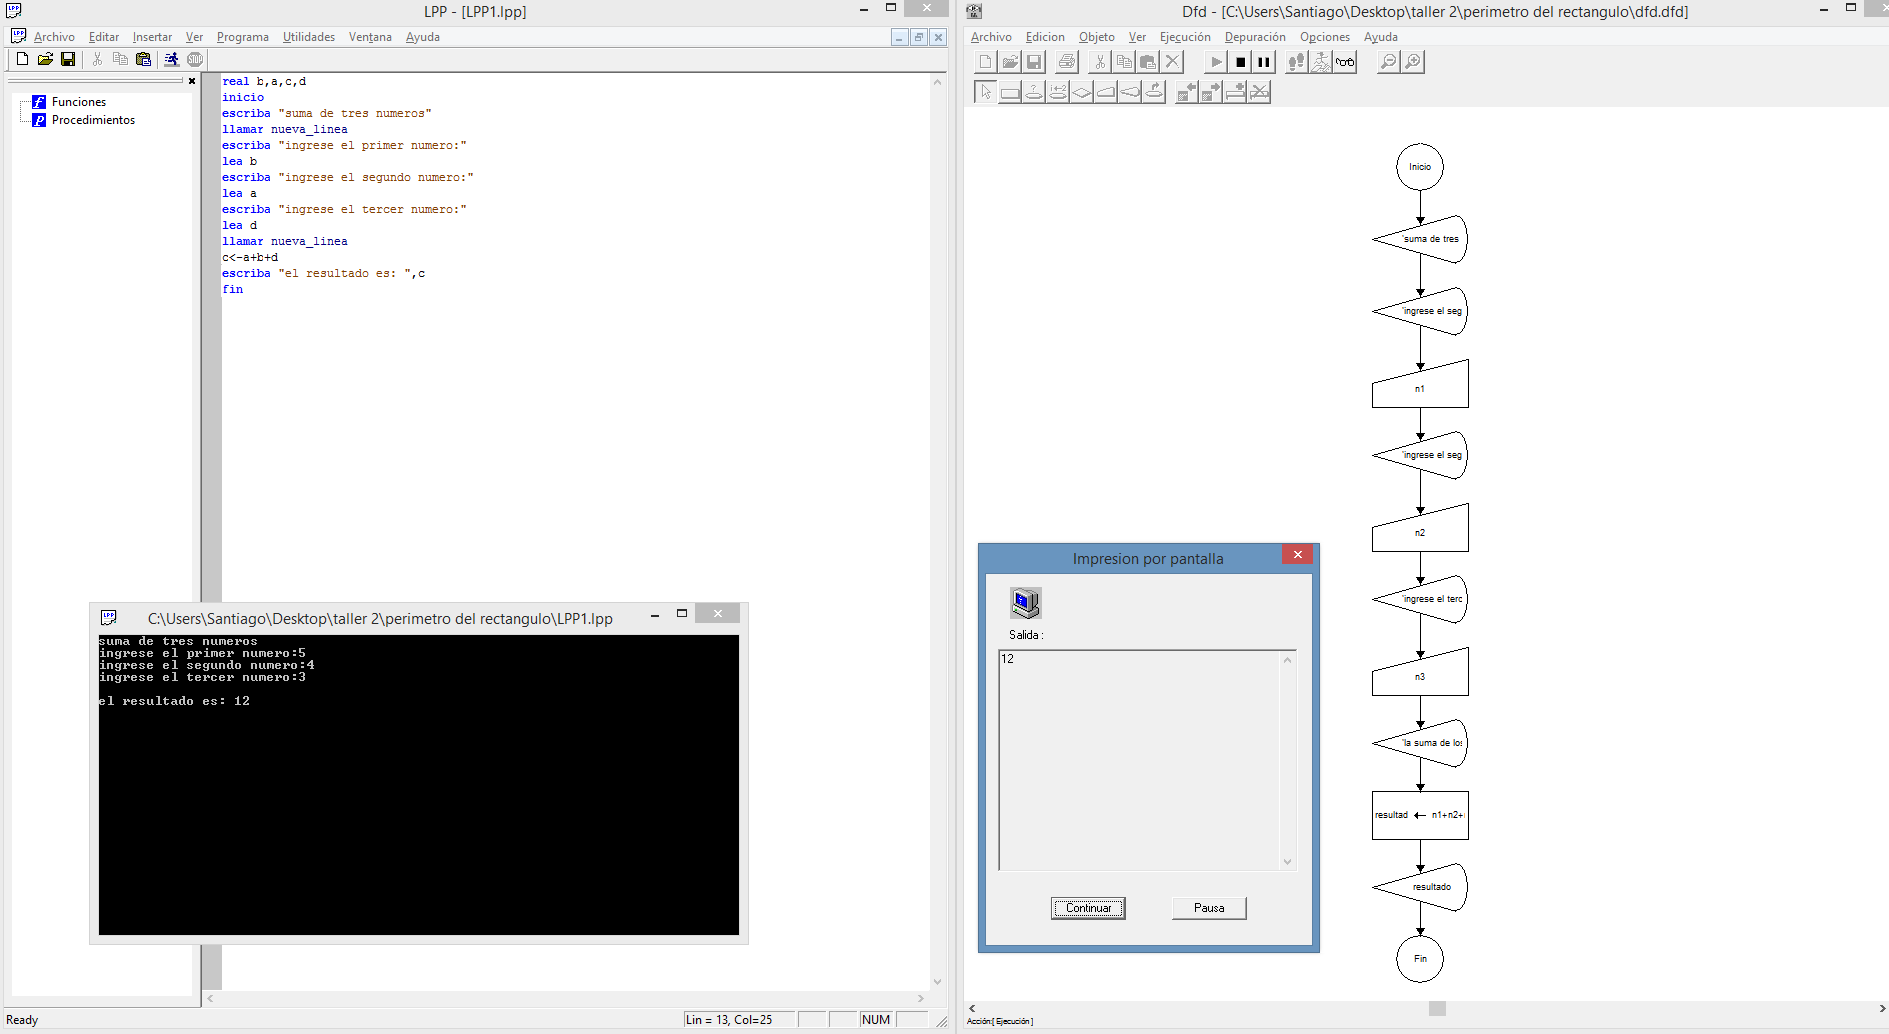 LPP - [LPP1.lpp]
Archivo Editar Insertar Ver Programa Utilidades Ventana Ayuda
Funciones
Procedimientos
real b,a,c,d
inicio
escriba "suma de tres numeros"
llamar nueva_linea
escriba "ingrese el primer numero:"
lea b
escriba "ingrese el segundo numero:"
lea a
escriba "ingrese el tercer numero:"
lea d
llamar nueva_linea
c<-a+b+d
escriba "el resultado es: ",c
fin
C:\Users\Santiago\Desktop\taller 2\perimetro del rectangulo\LPP1.lpp
suma de tres numeros
ingrese el primer numero:5
ingrese el segundo numero:4
ingrese el tercer numero:3
el resultado es: 12
Ready
Lin = 13, Col=25
NUM
Dfd - [C:\Users\Santiago\Desktop\taller 2\perimetro del rectangulo\dfd.dfd]
Archivo Edicion Objeto Ver Ejecución Depuración Opciones Ayuda
Inicio
'suma de tres
'ingrese el seg
n1
'ingrese el seg
n2
'ingrese el terc
n3
'la suma de los
resultad ← n1+n2+
resultado
Fin
Impresion por pantalla
Salida :
12
Continuar
Pausa
Acción:[ Ejecución ]